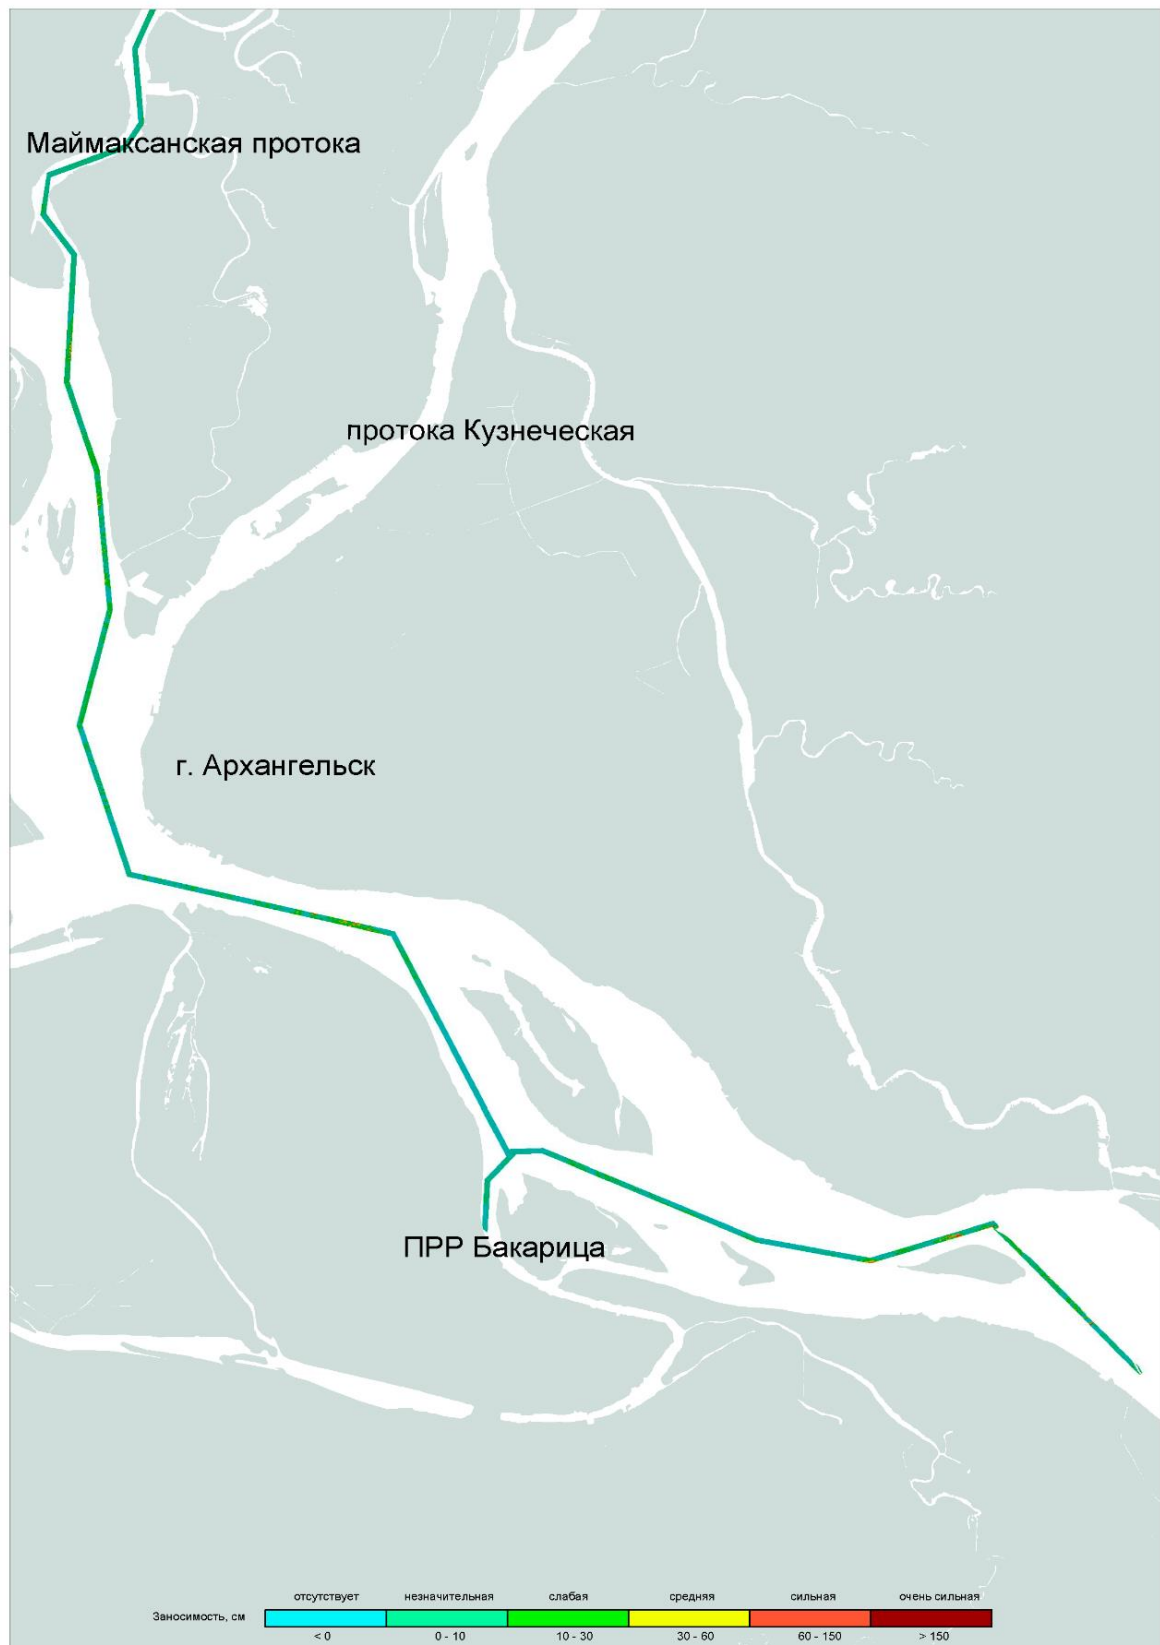 Маймаксанская протока
протока Кузнеческая
г. Архангельск
ПРР Бакарица
отсутствует незначительная слабая средняя сильная очень сильная
Заносимость, см
< 0 0 - 10 10 - 30 30 - 60 60 - 150 > 150